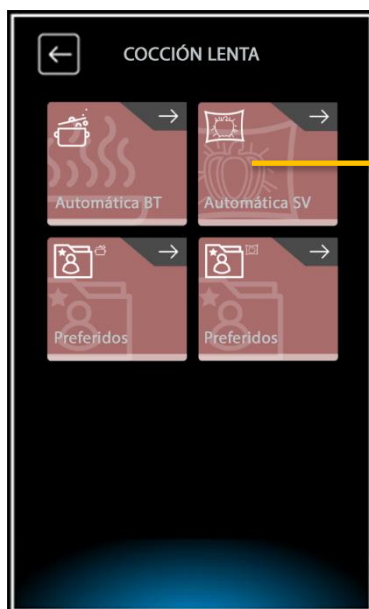 COCCIÓN LENTA
Automática BT
Automática SV
Preferidos
Preferidos